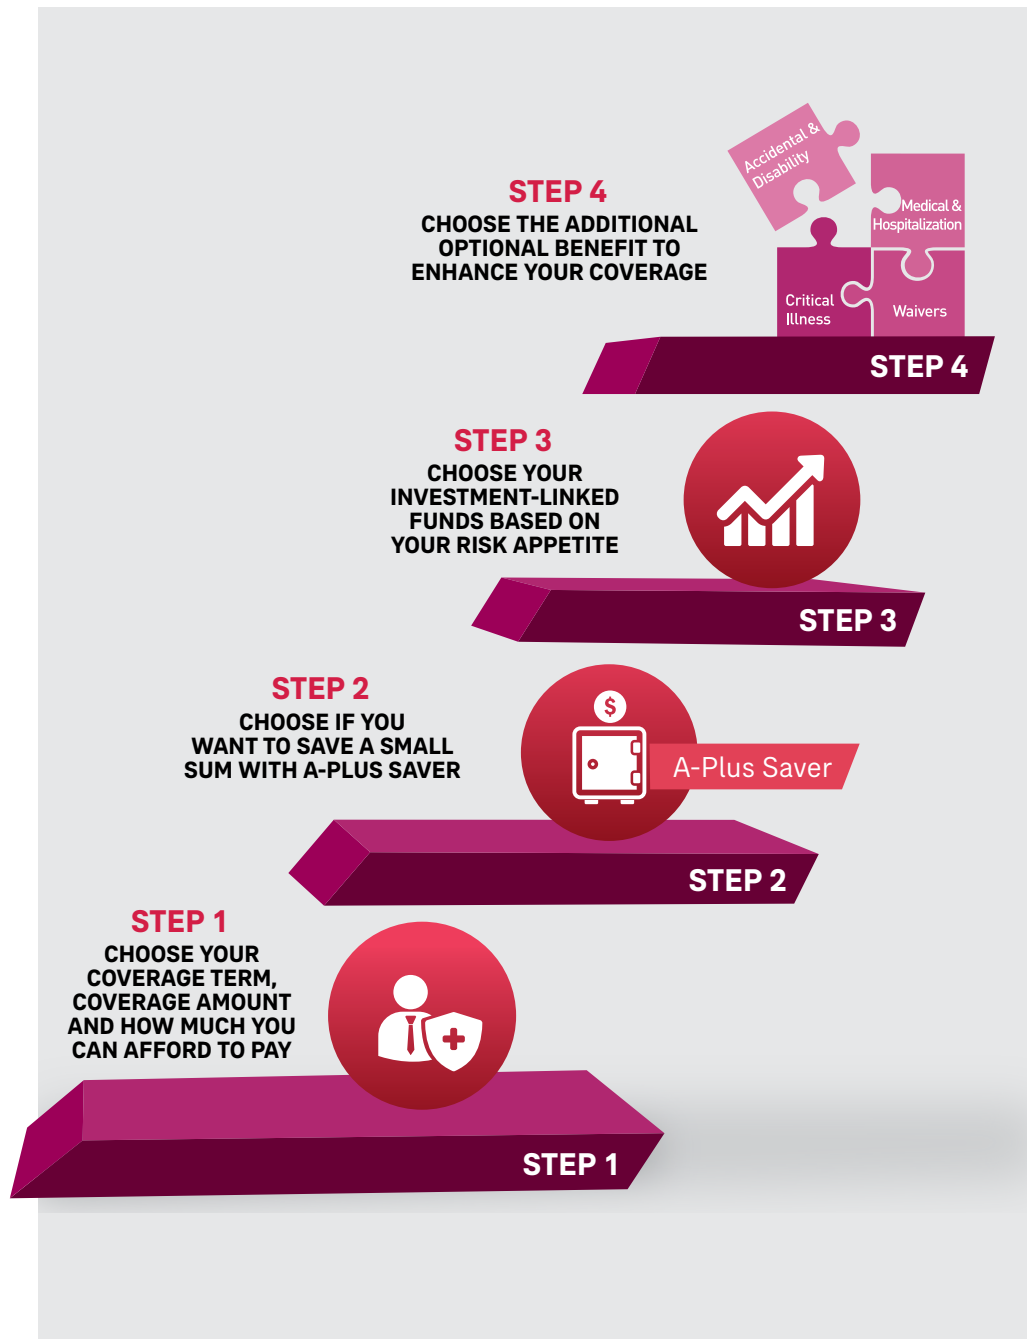 Accidental &
Disability
Medical &
Hospitalization
Critical
Illness
Waivers
STEP 4
CHOOSE THE ADDITIONAL
OPTIONAL BENEFIT TO
ENHANCE YOUR COVERAGE
STEP 4
STEP 3
CHOOSE YOUR
INVESTMENT-LINKED
FUNDS BASED ON
YOUR RISK APPETITE
STEP 3
STEP 2
CHOOSE IF YOU
WANT TO SAVE A SMALL
SUM WITH A-PLUS SAVER
$
A-Plus Saver
STEP 2
STEP 1
CHOOSE YOUR
COVERAGE TERM,
COVERAGE AMOUNT
AND HOW MUCH YOU
CAN AFFORD TO PAY
STEP 1